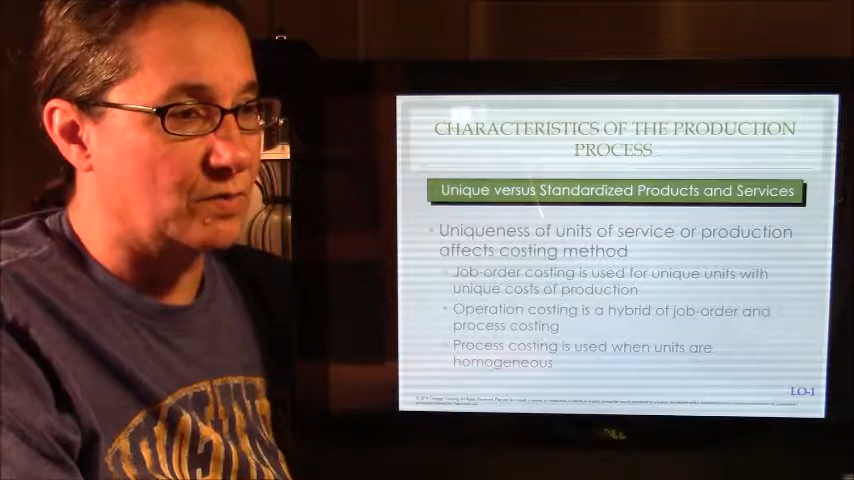 CHARACTERISTICS OF THE PRODUCTION
PROCESS
Unique versus Standardized Products and Services
• Uniqueness of units of service or production
affects costing method
Job-order costing is used for unique units with
unique costs of production
• Operation costing is a hybrid of job-order and
process costing
• Process costing is used when units are
homogeneous
LO-1